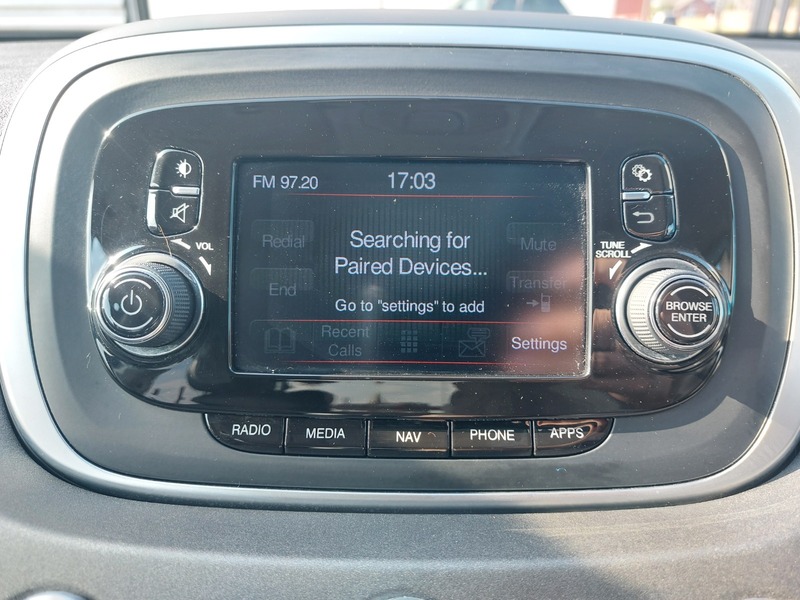 FM 97.20
17:03
VOL
TUNE
SCROLL
Redial
Searching for
Mute
Paired Devices...
End
Transfer
Go to "settings" to add
Recent
Calls
Settings
BROWSE
ENTER
RADIO
MEDIA
NAV
PHONE
APPS